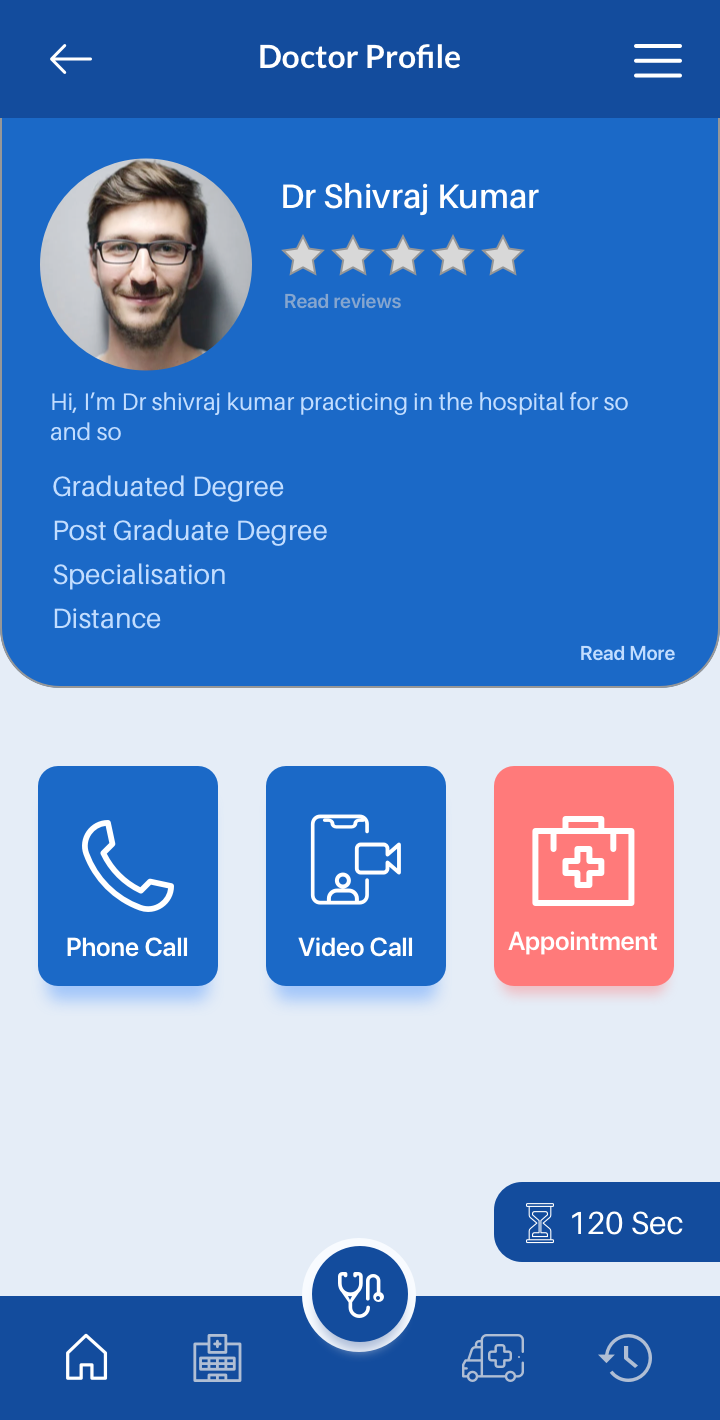 Doctor Profile
Dr Shivraj Kumar
Read reviews
Hi, I’m Dr shivraj kumar practicing in the hospital for so
and so
Graduated Degree
Post Graduate Degree
Specialisation
Distance
Read More
Phone Call
Video Call
Appointment
120 Sec